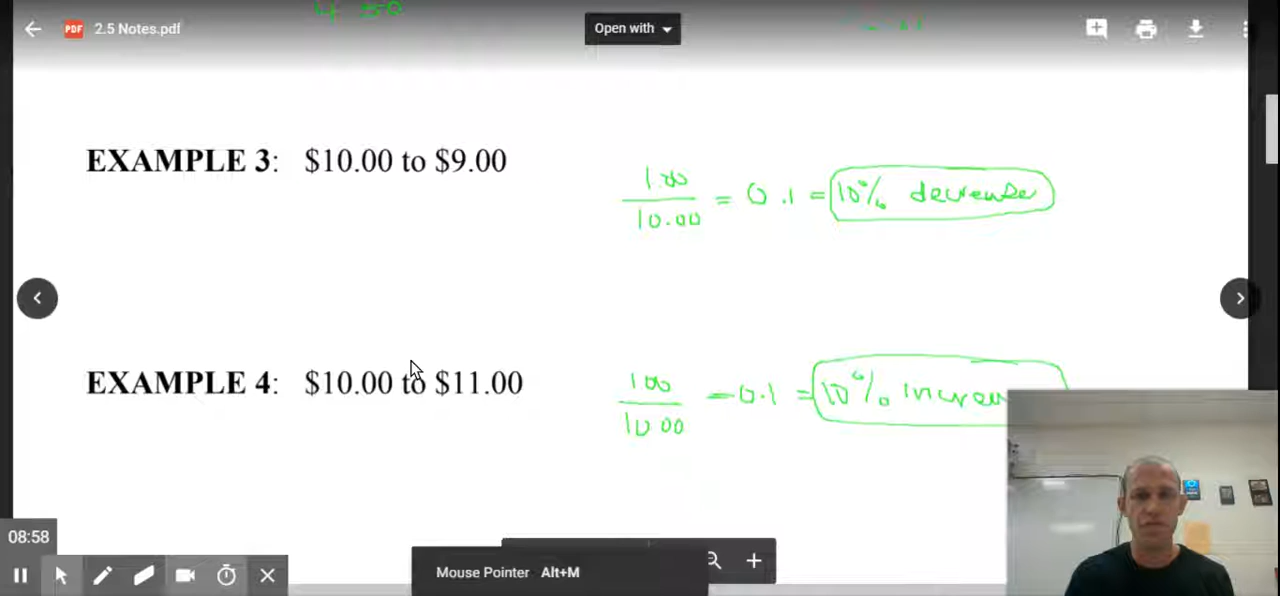 2.5 Notes.pdf
Open with
EXAMPLE 3: $10.00 to $9.00
1.00
10.00
= 0.1 = 10% decrease
EXAMPLE 4: $10.00 to $11.00
1 00
10 00
= 0.1 = 10%
08:58
Mouse Pointer Alt+M